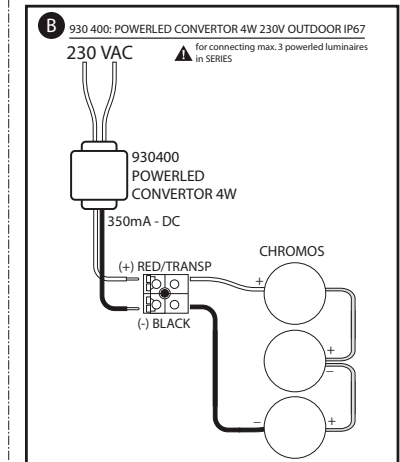 B 930 400: POWERLED CONVERTOR 4W 230V OUTDOOR IP67
230 VAC
for connecting max. 3 powerled luminaires
in SERIES
930400
POWERLED
CONVERTOR 4W
350mA - DC
(+) RED/TRANSP
(-) BLACK
CHROMOS
+
+
–
–
+